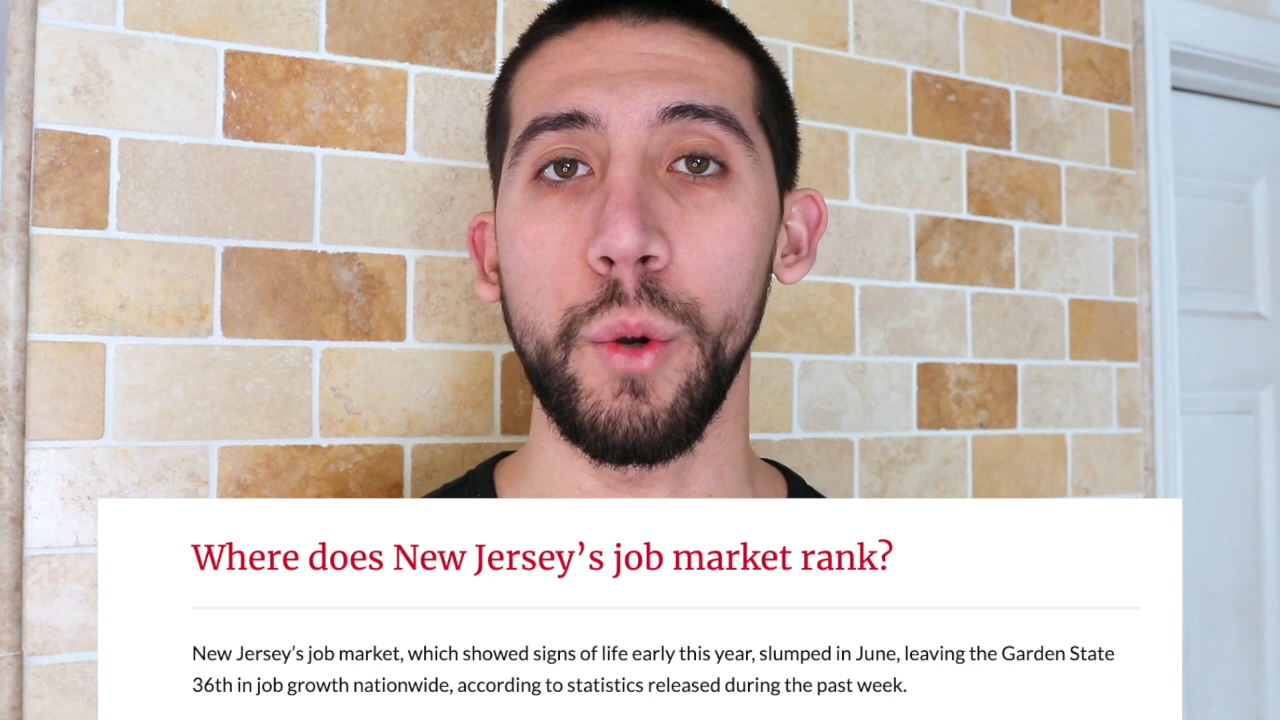 Where does New Jersey’s job market rank?
New Jersey’s job market, which showed signs of life early this year, slumped in June, leaving the Garden State
36th in job growth nationwide, according to statistics released during the past week.